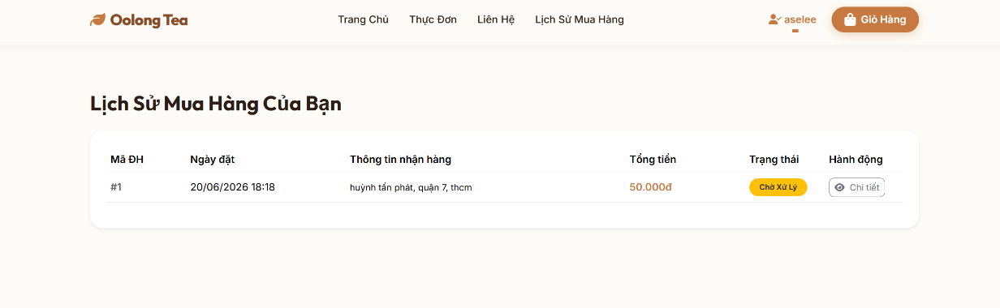 Oolong Tea Trang Chủ Thực Đơn Liên Hệ Lịch Sử Mua Hàng aselee Giỏ Hàng
Lịch Sử Mua Hàng Của Bạn
Mã ĐH Ngày đặt Thông tin nhận hàng Tổng tiền Trạng thái Hành động
#1 20/06/2026 18:18 huỳnh tấn phát, quận 7, thcm 50.000đ Chờ Xử Lý Chi tiết